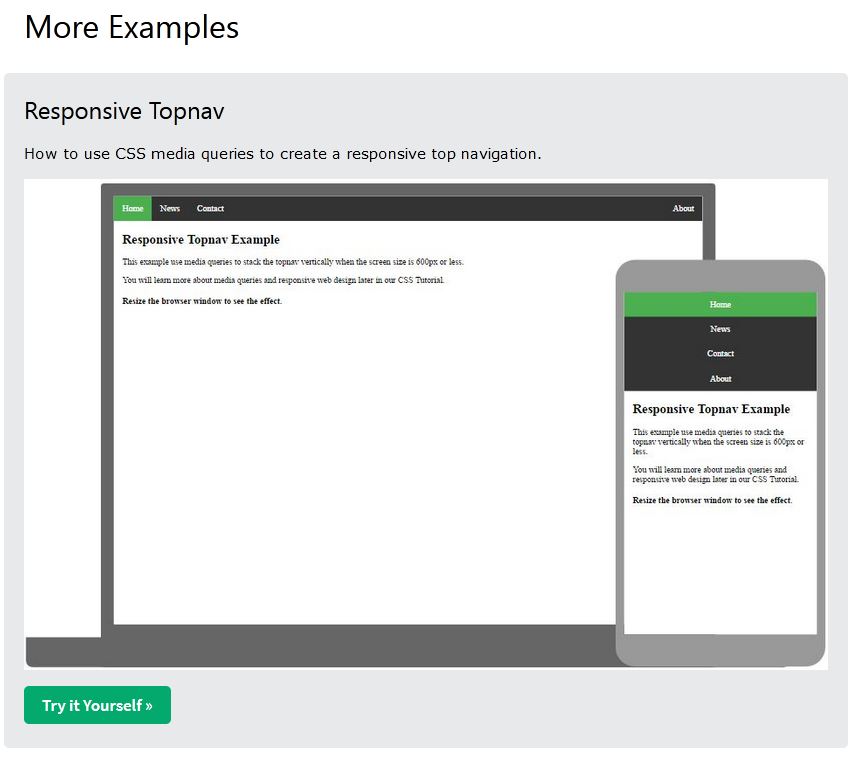 More Examples
Responsive Topnav
How to use CSS media queries to create a responsive top navigation.
Home News Contact About
Responsive Topnav Example
This example use media queries to stack the topnav vertically when the screen size is 600px or less.
You will learn more about media queries and responsive web design later in our CSS Tutorial.
Resize the browser window to see the effect.
Home
News
Contact
About
Responsive Topnav Example
This example use media queries to stack the
topnav vertically when the screen size is 600px or
less.
You will learn more about media queries and
responsive web design later in our CSS Tutorial.
Resize the browser window to see the effect.
Try it Yourself »